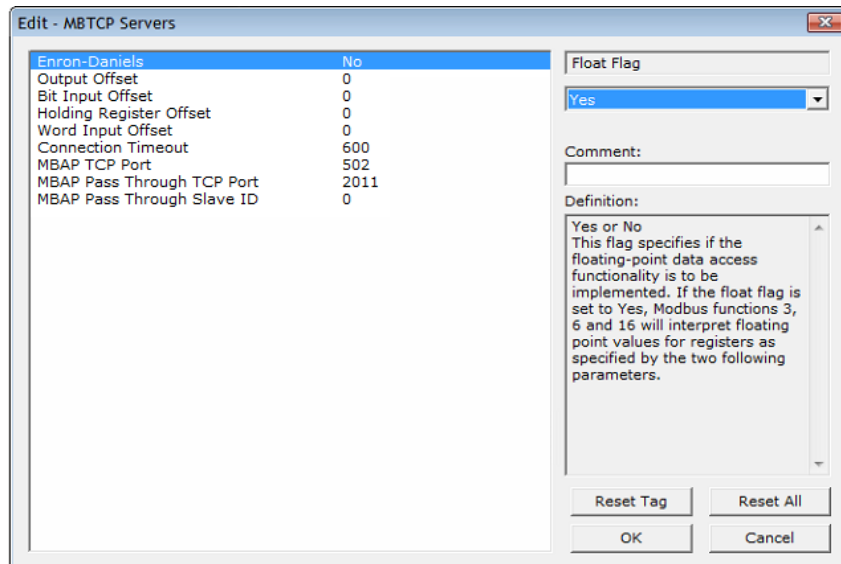 Edit - MBTCP Servers
Enron-Daniels No
Output Offset 0
Bit Input Offset 0
Holding Register Offset 0
Word Input Offset 0
Connection Timeout 600
MBAP TCP Port 502
MBAP Pass Through TCP Port 2011
MBAP Pass Through Slave ID 0
Float Flag
Yes
Comment:
Definition:
Yes or No
This flag specifies if the
floating-point data access
functionality is to be
implemented. If the float flag is
set to Yes, Modbus functions 3,
6 and 16 will interpret floating
point values for registers as
specified by the two following
parameters.
Reset Tag Reset All
OK Cancel